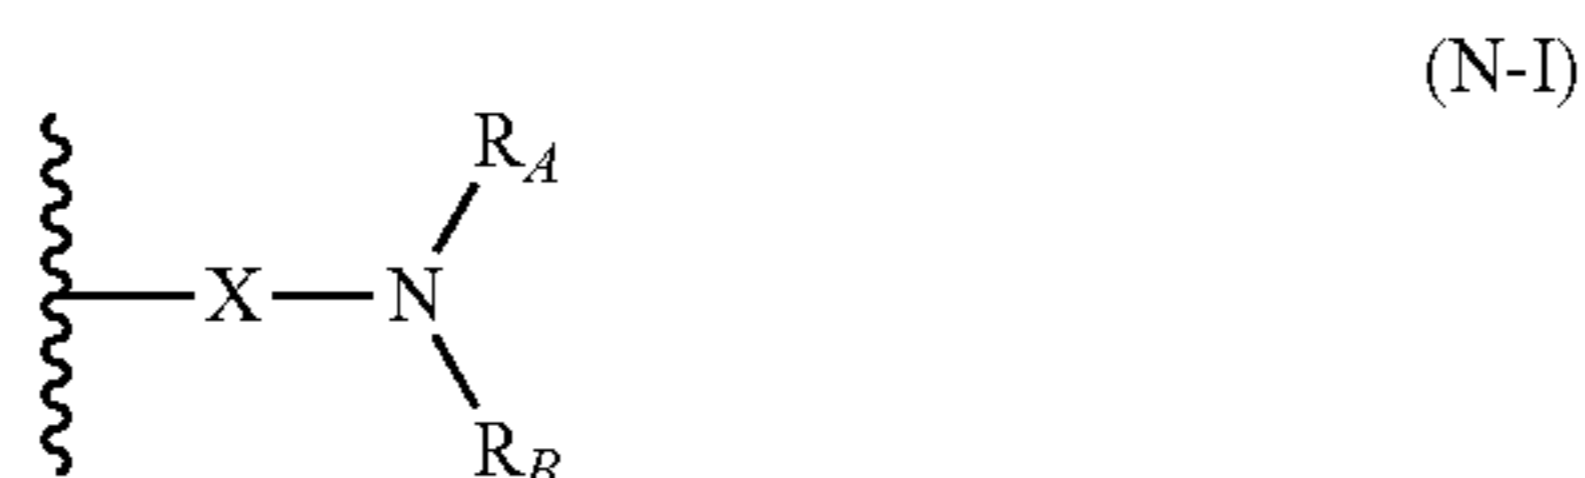 (N-I)
R_A
X — N
R_B